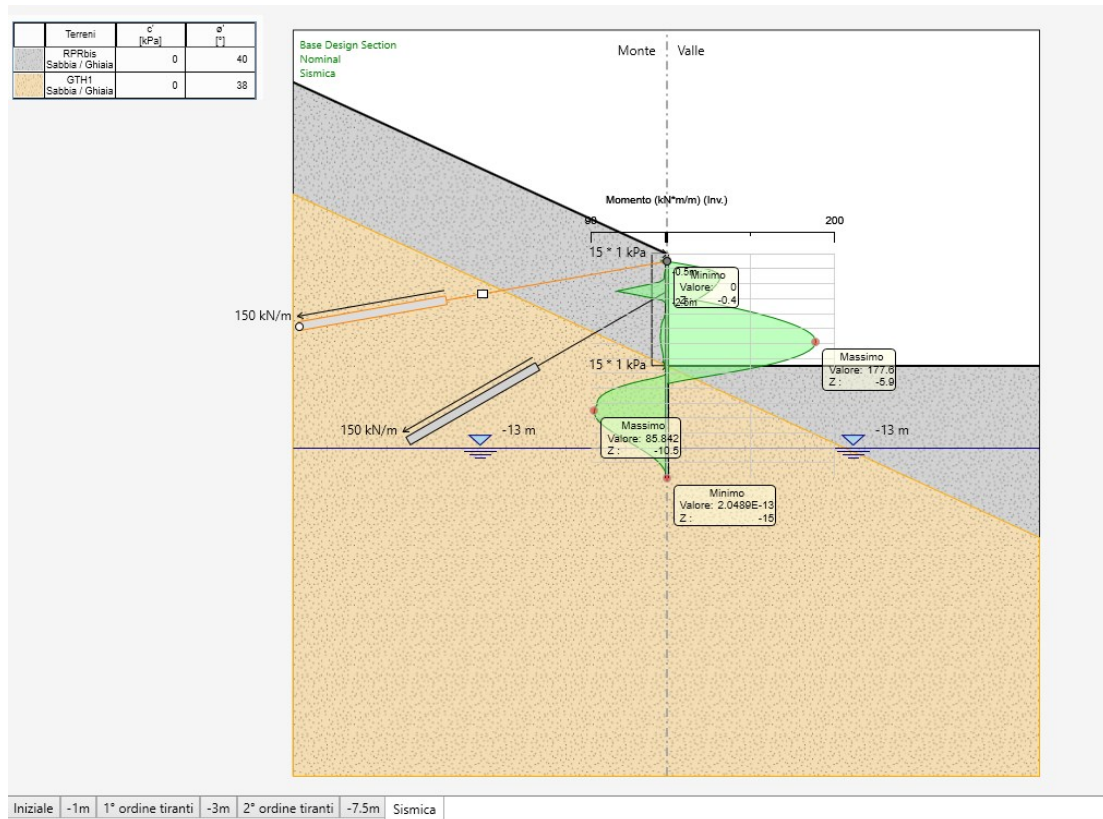 Terreni c' [kPa] ø' [°]
RPRbis
Sabbia / Ghiaia 0 40
GTH1
Sabbia / Ghiaia 0 38
Base Design Section
Nominal
Sismica
Monte Valle
Momento (kN*m/m) (Inv.)
90 200
15 * 1 kPa
-0.5m
Minimo
Valore: 0
Z : -0.4
150 kN/m
Massimo
Valore: 177.6
Z : -5.9
15 * 1 kPa
150 kN/m
-13 m
Massimo
Valore: 85.842
Z : -10.5
-13 m
Minimo
Valore: 2.0489E-13
Z : -15
Iniziale -1m 1° ordine tiranti -3m 2° ordine tiranti -7.5m Sismica